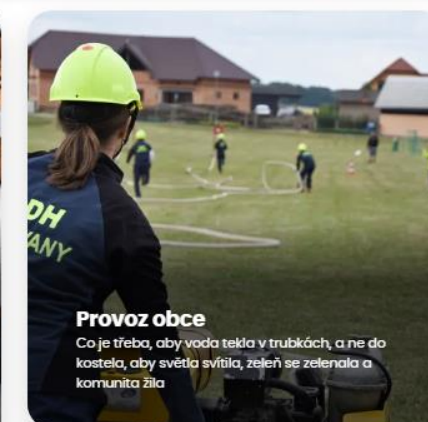 DH
ANY
Provoz obce
Co je třeba, aby voda tekla v trubkách, a ne do
kostela, aby světla svítila, zeleň se zelenala a
komunita žila